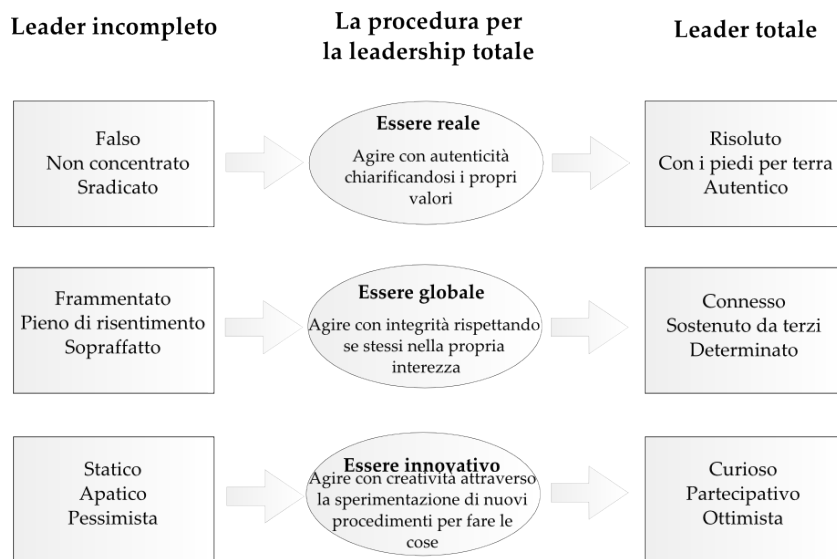 Leader incompleto
La procedura per
la leadership totale
Leader totale
Falso
Non concentrato
Sradicato
Essere reale
Agire con autenticità
chiarificandosi i propri
valori
Risoluto
Con i piedi per terra
Autentico
Frammentato
Pieno di risentimento
Sopraffatto
Essere globale
Agire con integrità rispettando
se stessi nella propria
interezza
Connesso
Sostenuto da terzi
Determinato
Statico
Apatico
Pessimista
Essere innovativo
Agire con creatività attraverso
la sperimentazione di nuovi
procedimenti per fare le
cose
Curioso
Partecipativo
Ottimista